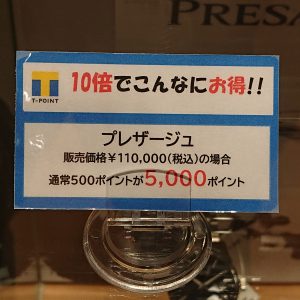 PRESA
T-POINT
10倍でこんなにお得!!
プレザージュ
販売価格￥110,000(税込)の場合
通常500ポイントが5,000ポイント